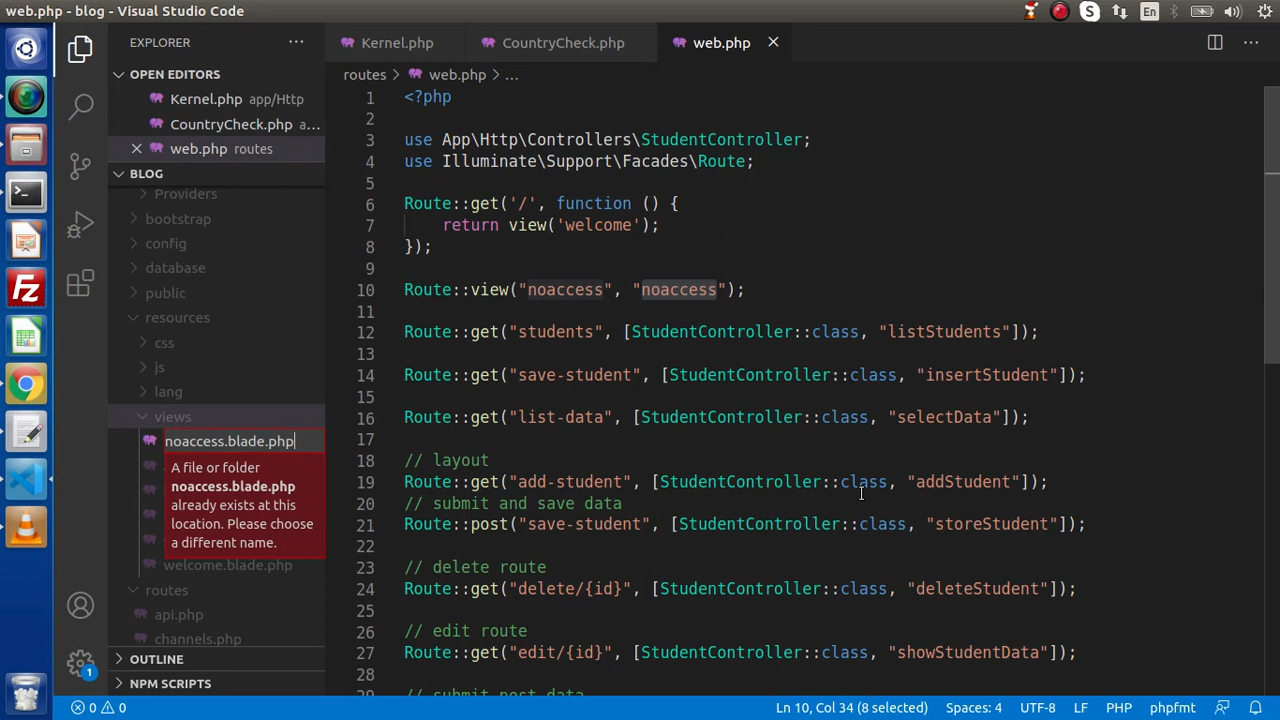 web.php - blog - Visual Studio Code
En
EXPLORER
Kernel.php
CountryCheck.php
web.php
OPEN EDITORS
Kernel.php app/Http
CountryCheck.php a...
web.php routes
BLOG
Providers
bootstrap
config
database
public
resources
css
js
lang
views
noaccess.blade.php
A file or folder
noaccess.blade.php
already exists at this
location. Please choose
a different name.
welcome.blade.php
routes
api.php
channels.php
OUTLINE
NPM SCRIPTS
routes > web.php > ...
1 <?php
2
3 use App\Http\Controllers\StudentController;
4 use Illuminate\Support\Facades\Route;
5
6 Route::get('/', function () {
7 return view('welcome');
8 });
9
10 Route::view("noaccess", "noaccess");
11
12 Route::get("students", [StudentController::class, "listStudents"]);
13
14 Route::get("save-student", [StudentController::class, "insertStudent"]);
15
16 Route::get("list-data", [StudentController::class, "selectData"]);
17
18 // layout
19 Route::get("add-student", [StudentController::class, "addStudent"]);
20 // submit and save data
21 Route::post("save-student", [StudentController::class, "storeStudent"]);
22
23 // delete route
24 Route::get("delete/{id}", [StudentController::class, "deleteStudent"]);
25
26 // edit route
27 Route::get("edit/{id}", [StudentController::class, "showStudentData"]);
28
29 // submit post data
1
0 0
Ln 10, Col 34 (8 selected)
Spaces: 4
UTF-8
LF
PHP
phpfmt